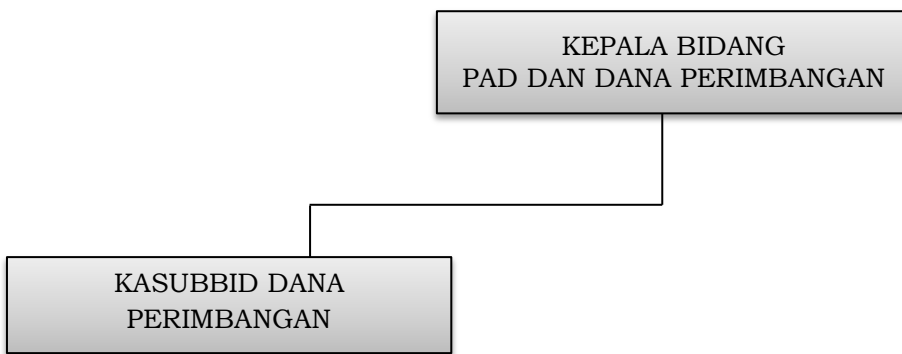 KEPALA BIDANG
PAD DAN DANA PERIMBANGAN
KASUBBID DANA
PERIMBANGAN